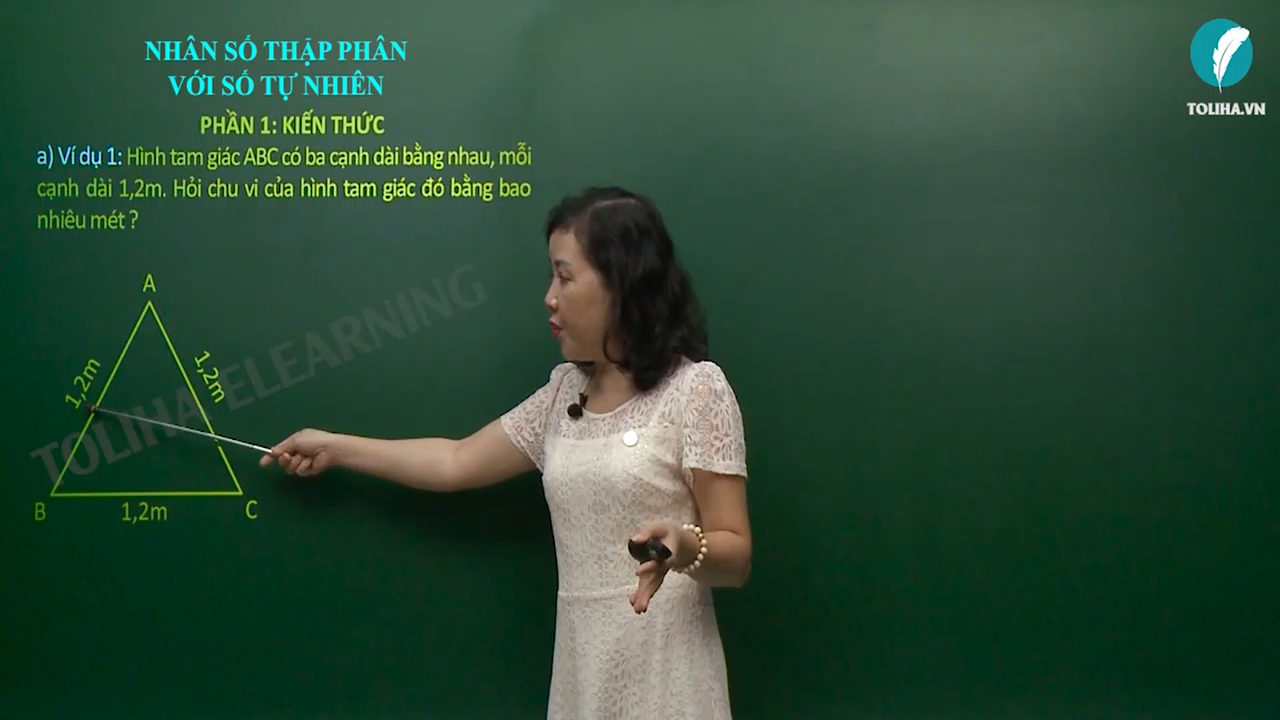 NHÂN SỐ THẬP PHÂN
VỚI SỐ TỰ NHIÊN
PHẦN 1: KIẾN THỨC
a) Ví dụ 1: Hình tam giác ABC có ba cạnh dài bằng nhau, mỗi
cạnh dài 1,2m. Hỏi chu vi của hình tam giác đó bằng bao
nhiêu mét ?
A
1,2m
1,2m
B
1,2m
C
TOLIHA ELEARNING
TOLIHA.VN